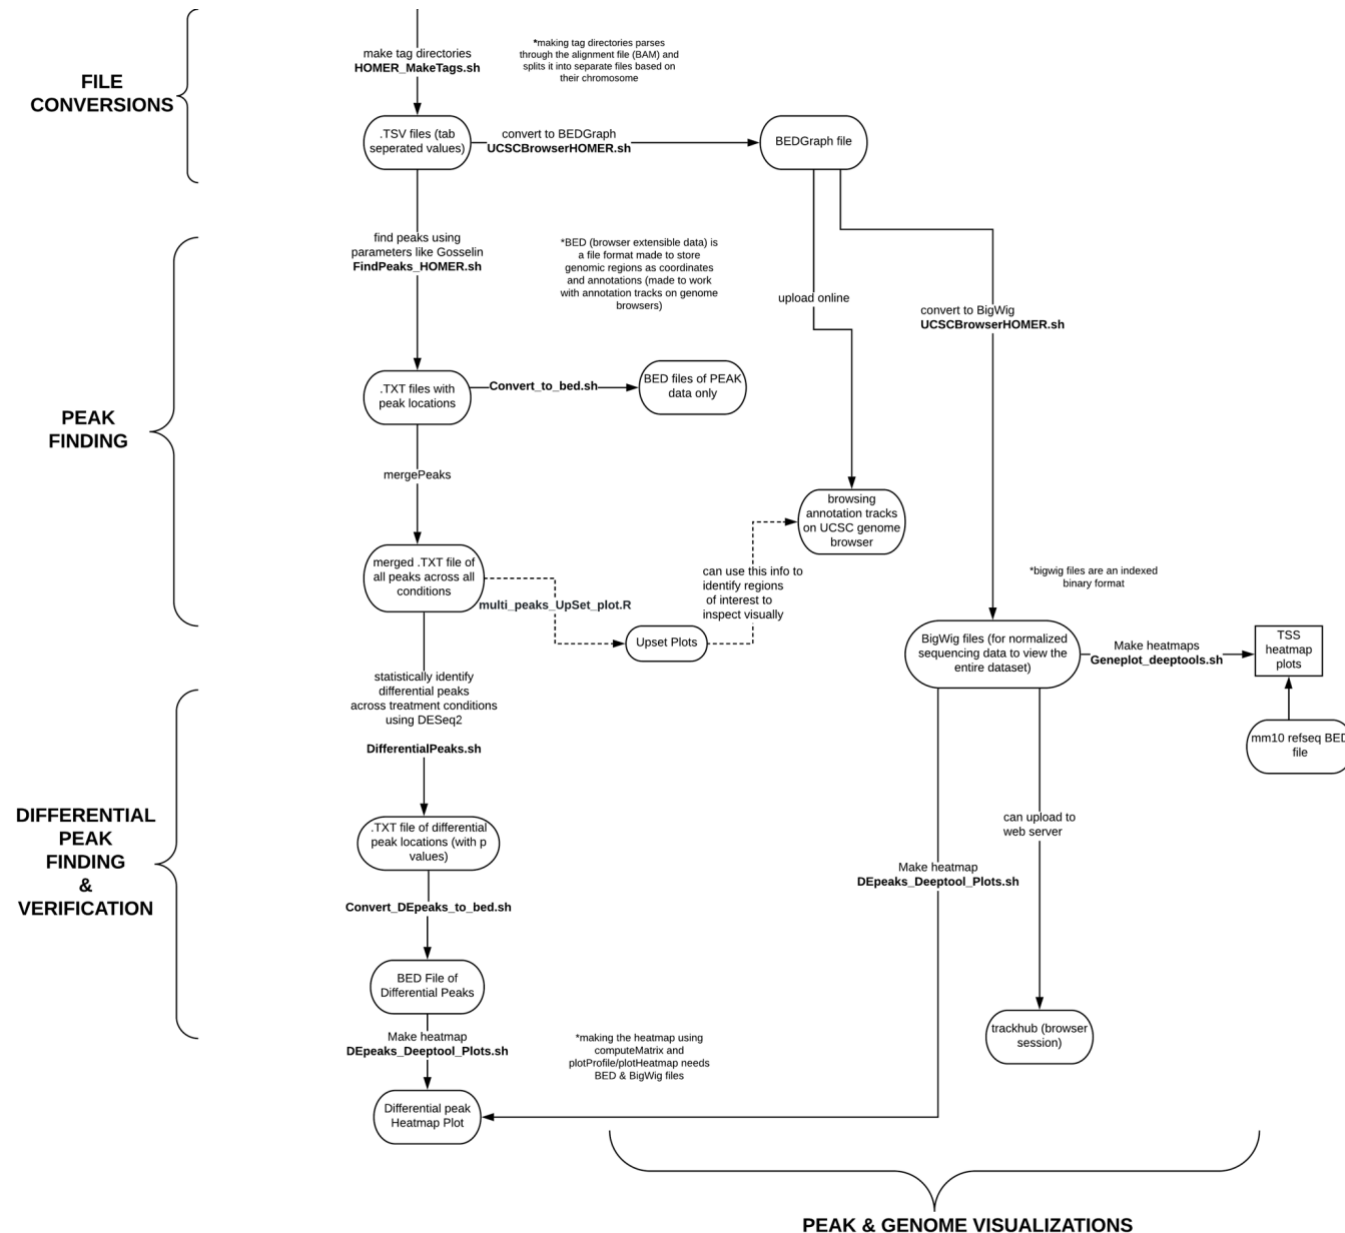 make tag directories
HOMER_MakeTags.sh
*making tag directories parses
through the alignment file (BAM) and
splits it into separate files based on
their chromosome
FILE
CONVERSIONS
.TSV files (tab
seperated values)
convert to BEDGraph
UCSCBrowserHOMER.sh
BEDGraph file
find peaks using
parameters like Gosselin
FindPeaks_HOMER.sh
*BED (browser extensible data) is
a file format made to store
genomic regions as coordinates
and annotations (made to work
with annotation tracks on genome
browsers)
upload online
convert to BigWig
UCSCBrowserHOMER.sh
PEAK
FINDING
.TXT files with
peak locations
Convert_to_bed.sh
BED files of PEAK
data only
mergePeaks
browsing
annotation tracks
on UCSC genome
browser
merged .TXT file of
all peaks across all
conditions
multi_peaks_UpSet_plot.R
can use this info to
identify regions
of interest to
inspect visually
Upset Plots
*bigwig files are an indexed
binary format
BigWig files (for normalized
sequencing data to view the
entire dataset)
Make heatmaps
Geneplot_deeptools.sh
TSS
heatmap
plots
mm10 refseq BED
file
statistically identify
differential peaks
across treatment conditions
using DESeq2
DifferentialPeaks.sh
DIFFERENTIAL
PEAK
FINDING
&
VERIFICATION
.TXT file of differential
peak locations (with p
values)
can upload to
web server
Make heatmap
DEpeaks_Deeptool_Plots.sh
Convert_DEpeaks_to_bed.sh
BED File of
Differential Peaks
trackhub (browser
session)
Make heatmap
DEpeaks_Deeptool_Plots.sh
*making the heatmap using
computeMatrix and
plotProfile/plotHeatmap needs
BED & BigWig files
Differential peak
Heatmap Plot
PEAK & GENOME VISUALIZATIONS